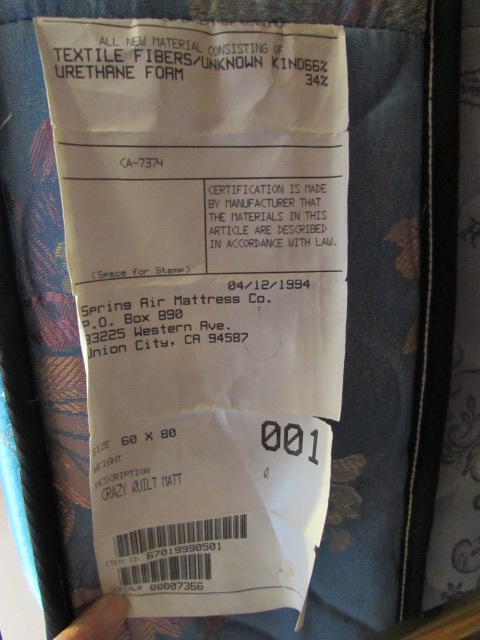 ALL NEW MATERIAL CONSISTING OF
TEXTILE FIBERS/UNKNOWN KIND66%
URETHANE FOAM 34%
CA-7374
CERTIFICATION IS MADE
BY MANUFACTURER THAT
THE MATERIALS IN THIS
ARTICLE ARE DESCRIBED
IN ACCORDANCE WITH LAW.
(Space for Stamp)
04/12/1994
Spring Air Mattress Co.
P.O. Box 890
33225 Western Ave.
Union City, CA 94587
SIZE 60 X 80
001
WEIGHT
DESCRIPTION
CRAZY QUILT MATT
ITEM ID 67019990501
SERIAL# 00007366